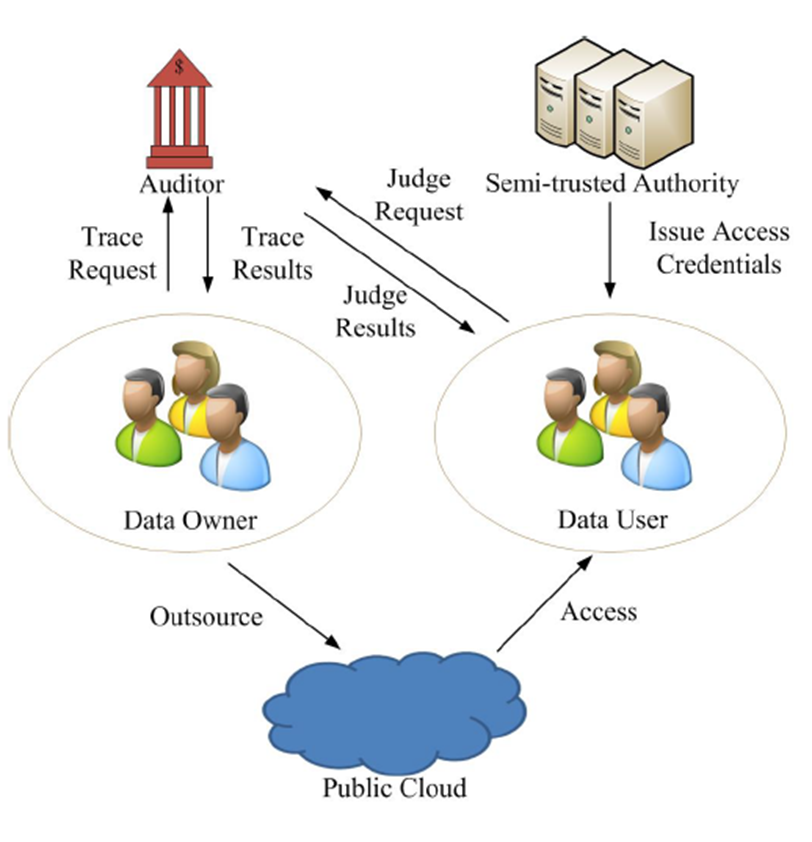 $
Auditor
Semi-trusted Authority
Judge
Request
Trace
Request
Trace
Results
Issue Access
Credentials
Judge
Results
Data Owner
Data User
Outsource
Access
Public Cloud